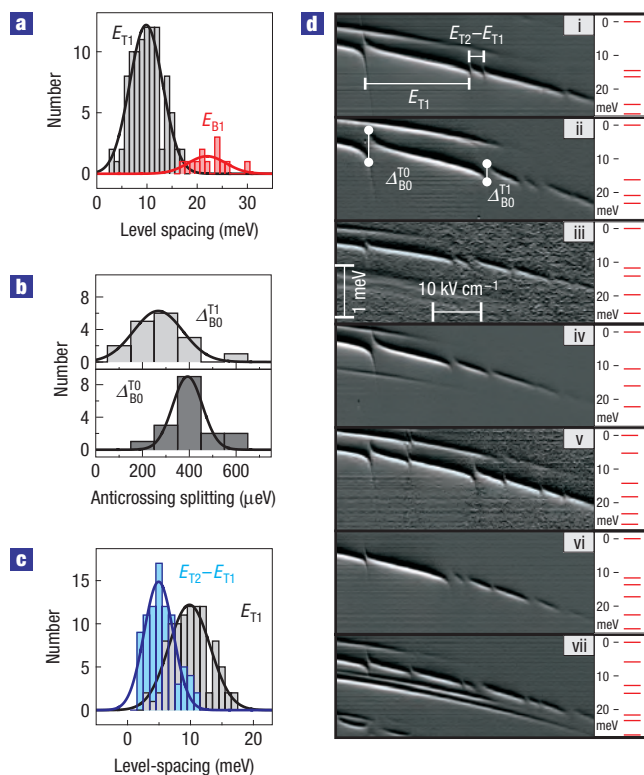 a
E_T1
E_B1
Number
10
5
0
0 10 20 30
Level spacing (meV)
b
Δ_B0^T1
Number
6
3
0
Δ_B0^T0
8
4
0
0 200 400 600
Anticrossing splitting (μeV)
c
E_T2–E_T1
E_T1
Number
15
10
5
0
0 10 20
Level-spacing (meV)
d
i
E_T2–E_T1
E_T1
0
10
20
meV
ii
Δ_B0^T0
Δ_B0^T1
0
10
20
meV
iii
1 meV
10 kV cm⁻¹
0
10
20
meV
iv
0
10
20
meV
v
0
10
20
meV
vi
0
10
20
meV
vii
0
10
20
meV